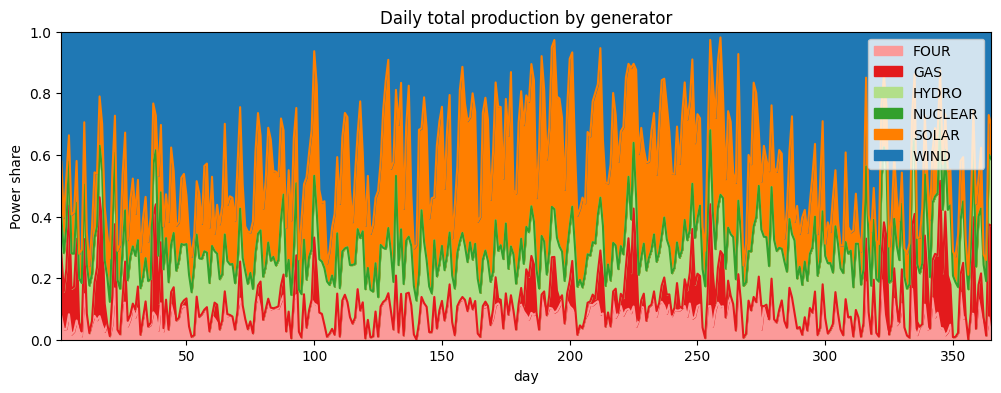 Daily total production by generator
1.0
0.8
0.6
0.4
0.2
0.0
Power share
FOUR
GAS
HYDRO
NUCLEAR
SOLAR
WIND
50
100
150
200
250
300
350
day